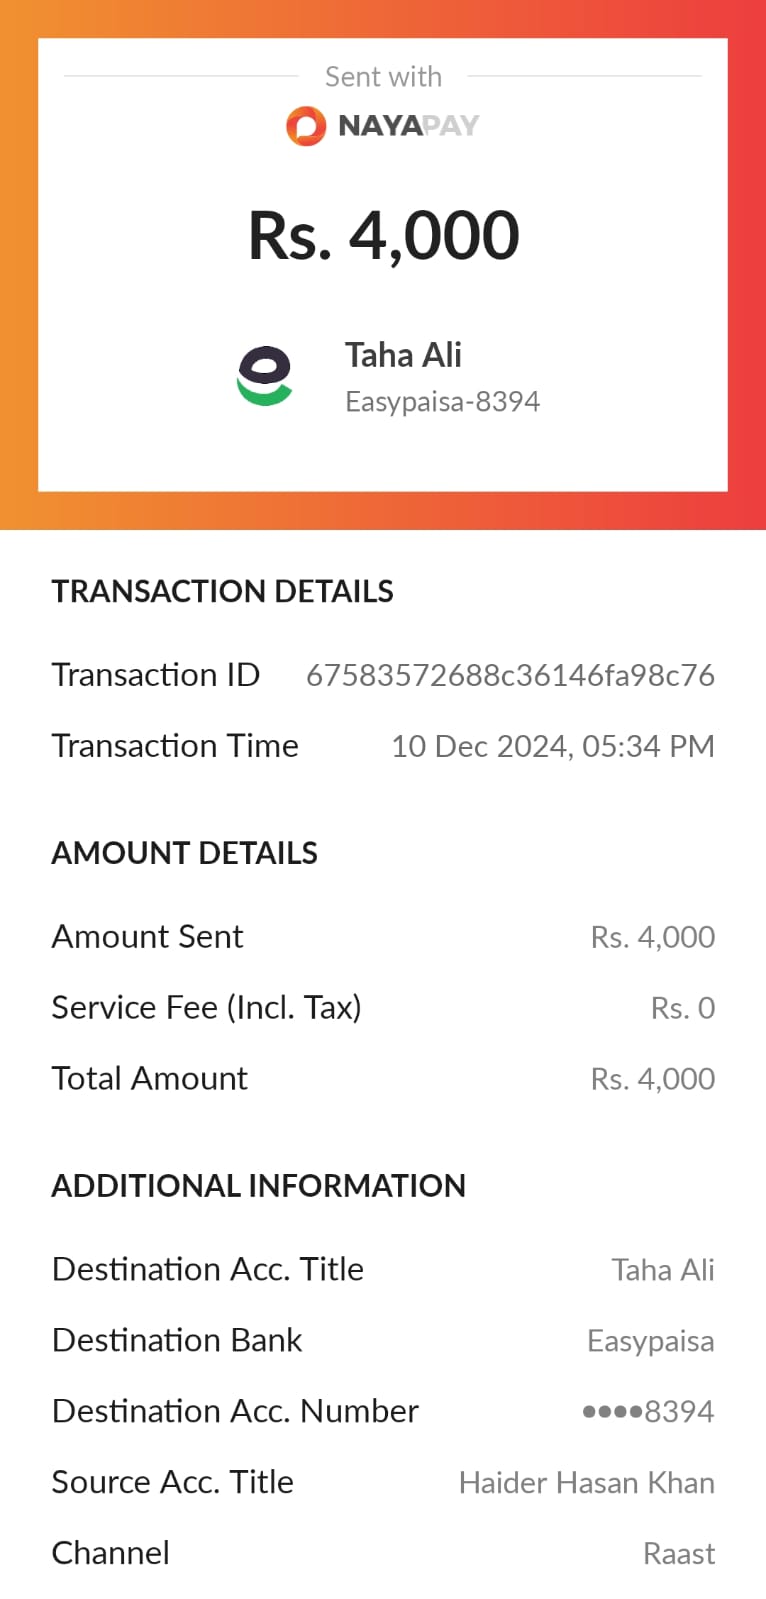 Sent with
NAYAPAY
Rs. 4,000
Taha Ali
Easypaisa-8394
TRANSACTION DETAILS
Transaction ID 67583572688c36146fa98c76
Transaction Time 10 Dec 2024, 05:34 PM
AMOUNT DETAILS
Amount Sent Rs. 4,000
Service Fee (Incl. Tax) Rs. 0
Total Amount Rs. 4,000
ADDITIONAL INFORMATION
Destination Acc. Title Taha Ali
Destination Bank Easypaisa
Destination Acc. Number ••••8394
Source Acc. Title Haider Hasan Khan
Channel Raast